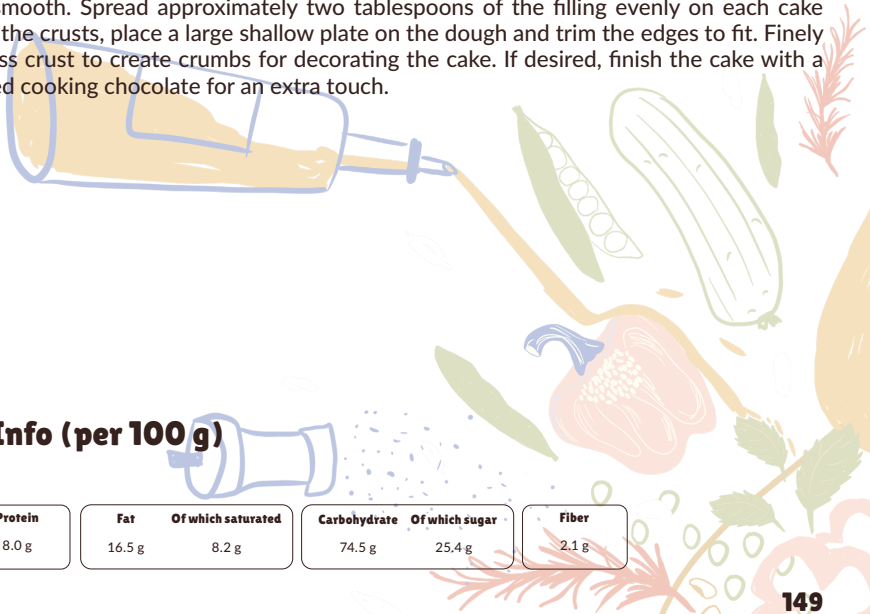 smooth. Spread approximately two tablespoons of the filling evenly on each cake
the crusts, place a large shallow plate on the dough and trim the edges to fit. Finely
ss crust to create crumbs for decorating the cake. If desired, finish the cake with a
ed cooking chocolate for an extra touch.
Info (per 100 g)
Protein Fat Of which saturated Carbohydrate Of which sugar Fiber
8.0 g 16.5 g 8.2 g 74.5 g 25.4 g 2.1 g
149